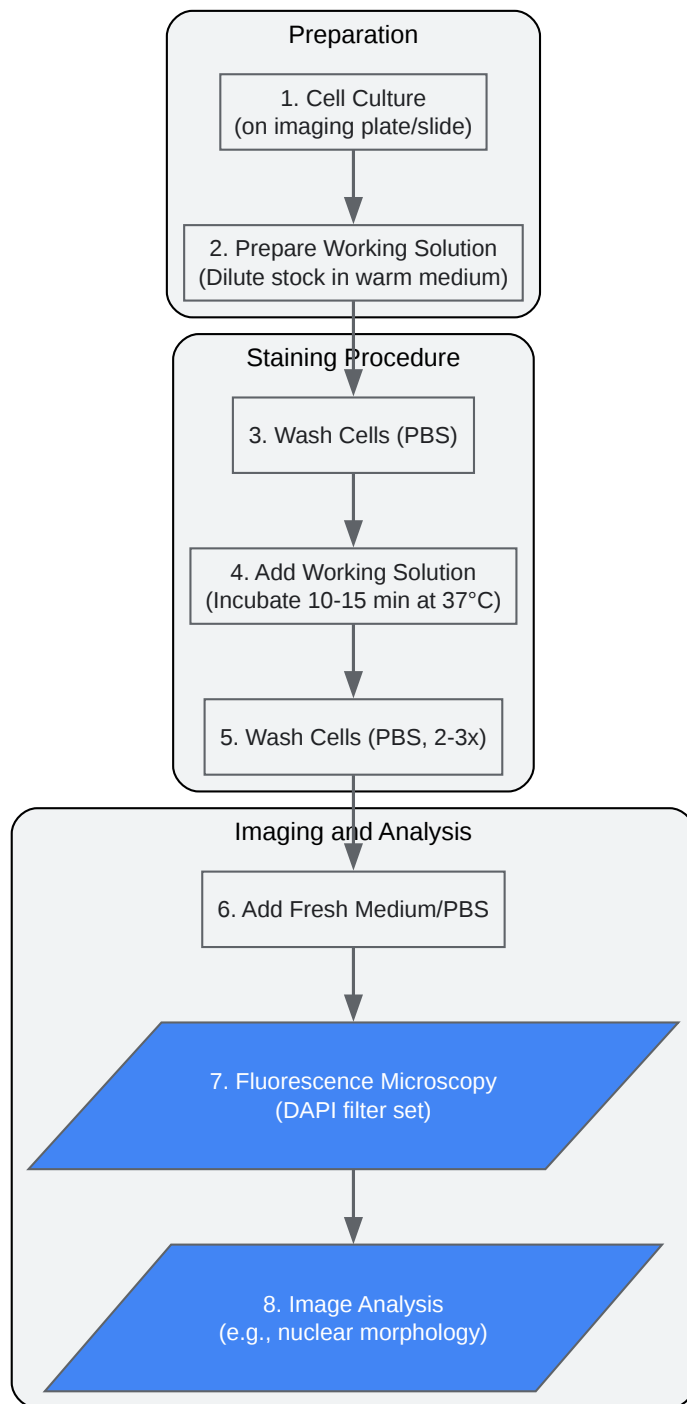 Preparation
1. Cell Culture
(on imaging plate/slide)
2. Prepare Working Solution
(Dilute stock in warm medium)
Staining Procedure
3. Wash Cells (PBS)
4. Add Working Solution
(Incubate 10-15 min at 37°C)
5. Wash Cells (PBS, 2-3x)
Imaging and Analysis
6. Add Fresh Medium/PBS
7. Fluorescence Microscopy
(DAPI filter set)
8. Image Analysis
(e.g., nuclear morphology)